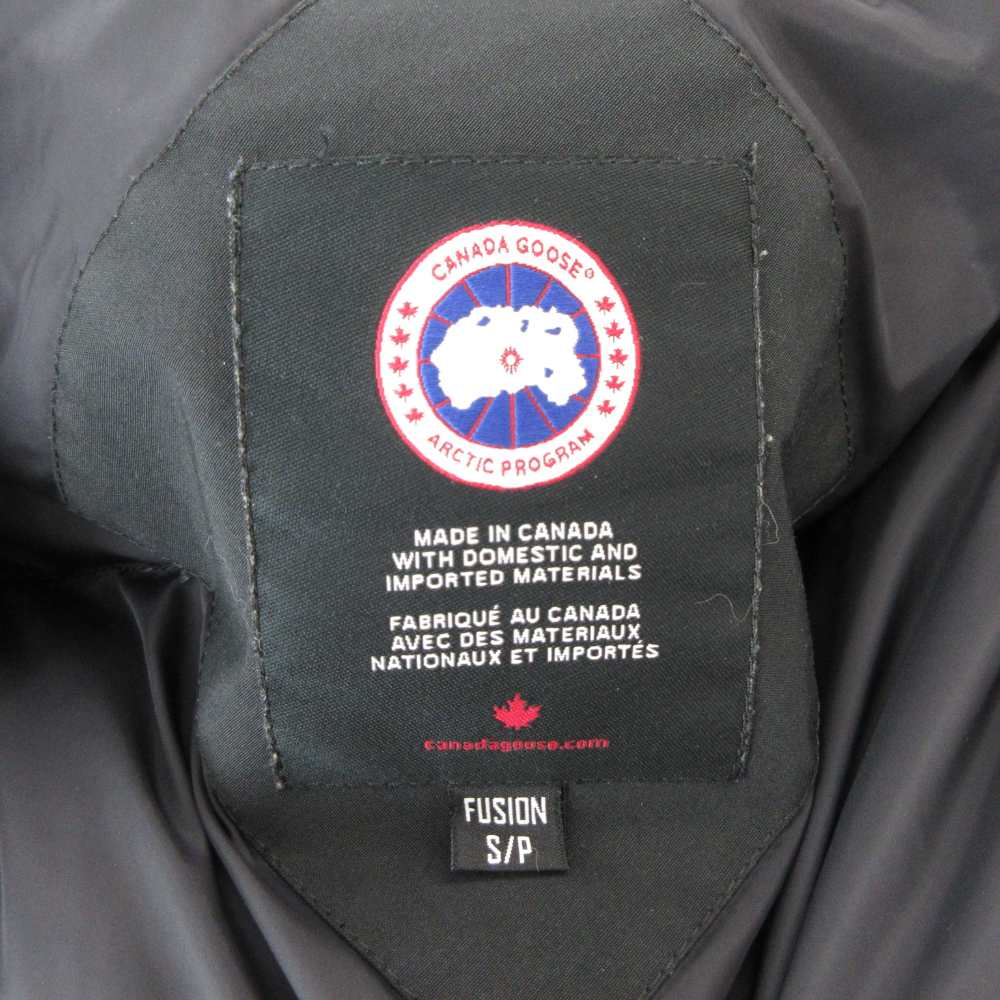 CANADA GOOSE®
ARCTIC PROGRAM
MADE IN CANADA
WITH DOMESTIC AND
IMPORTED MATERIALS
FABRIQUÉ AU CANADA
AVEC DES MATERIAUX
NATIONAUX ET IMPORTÉS
canadagoose.com
FUSION
S/P